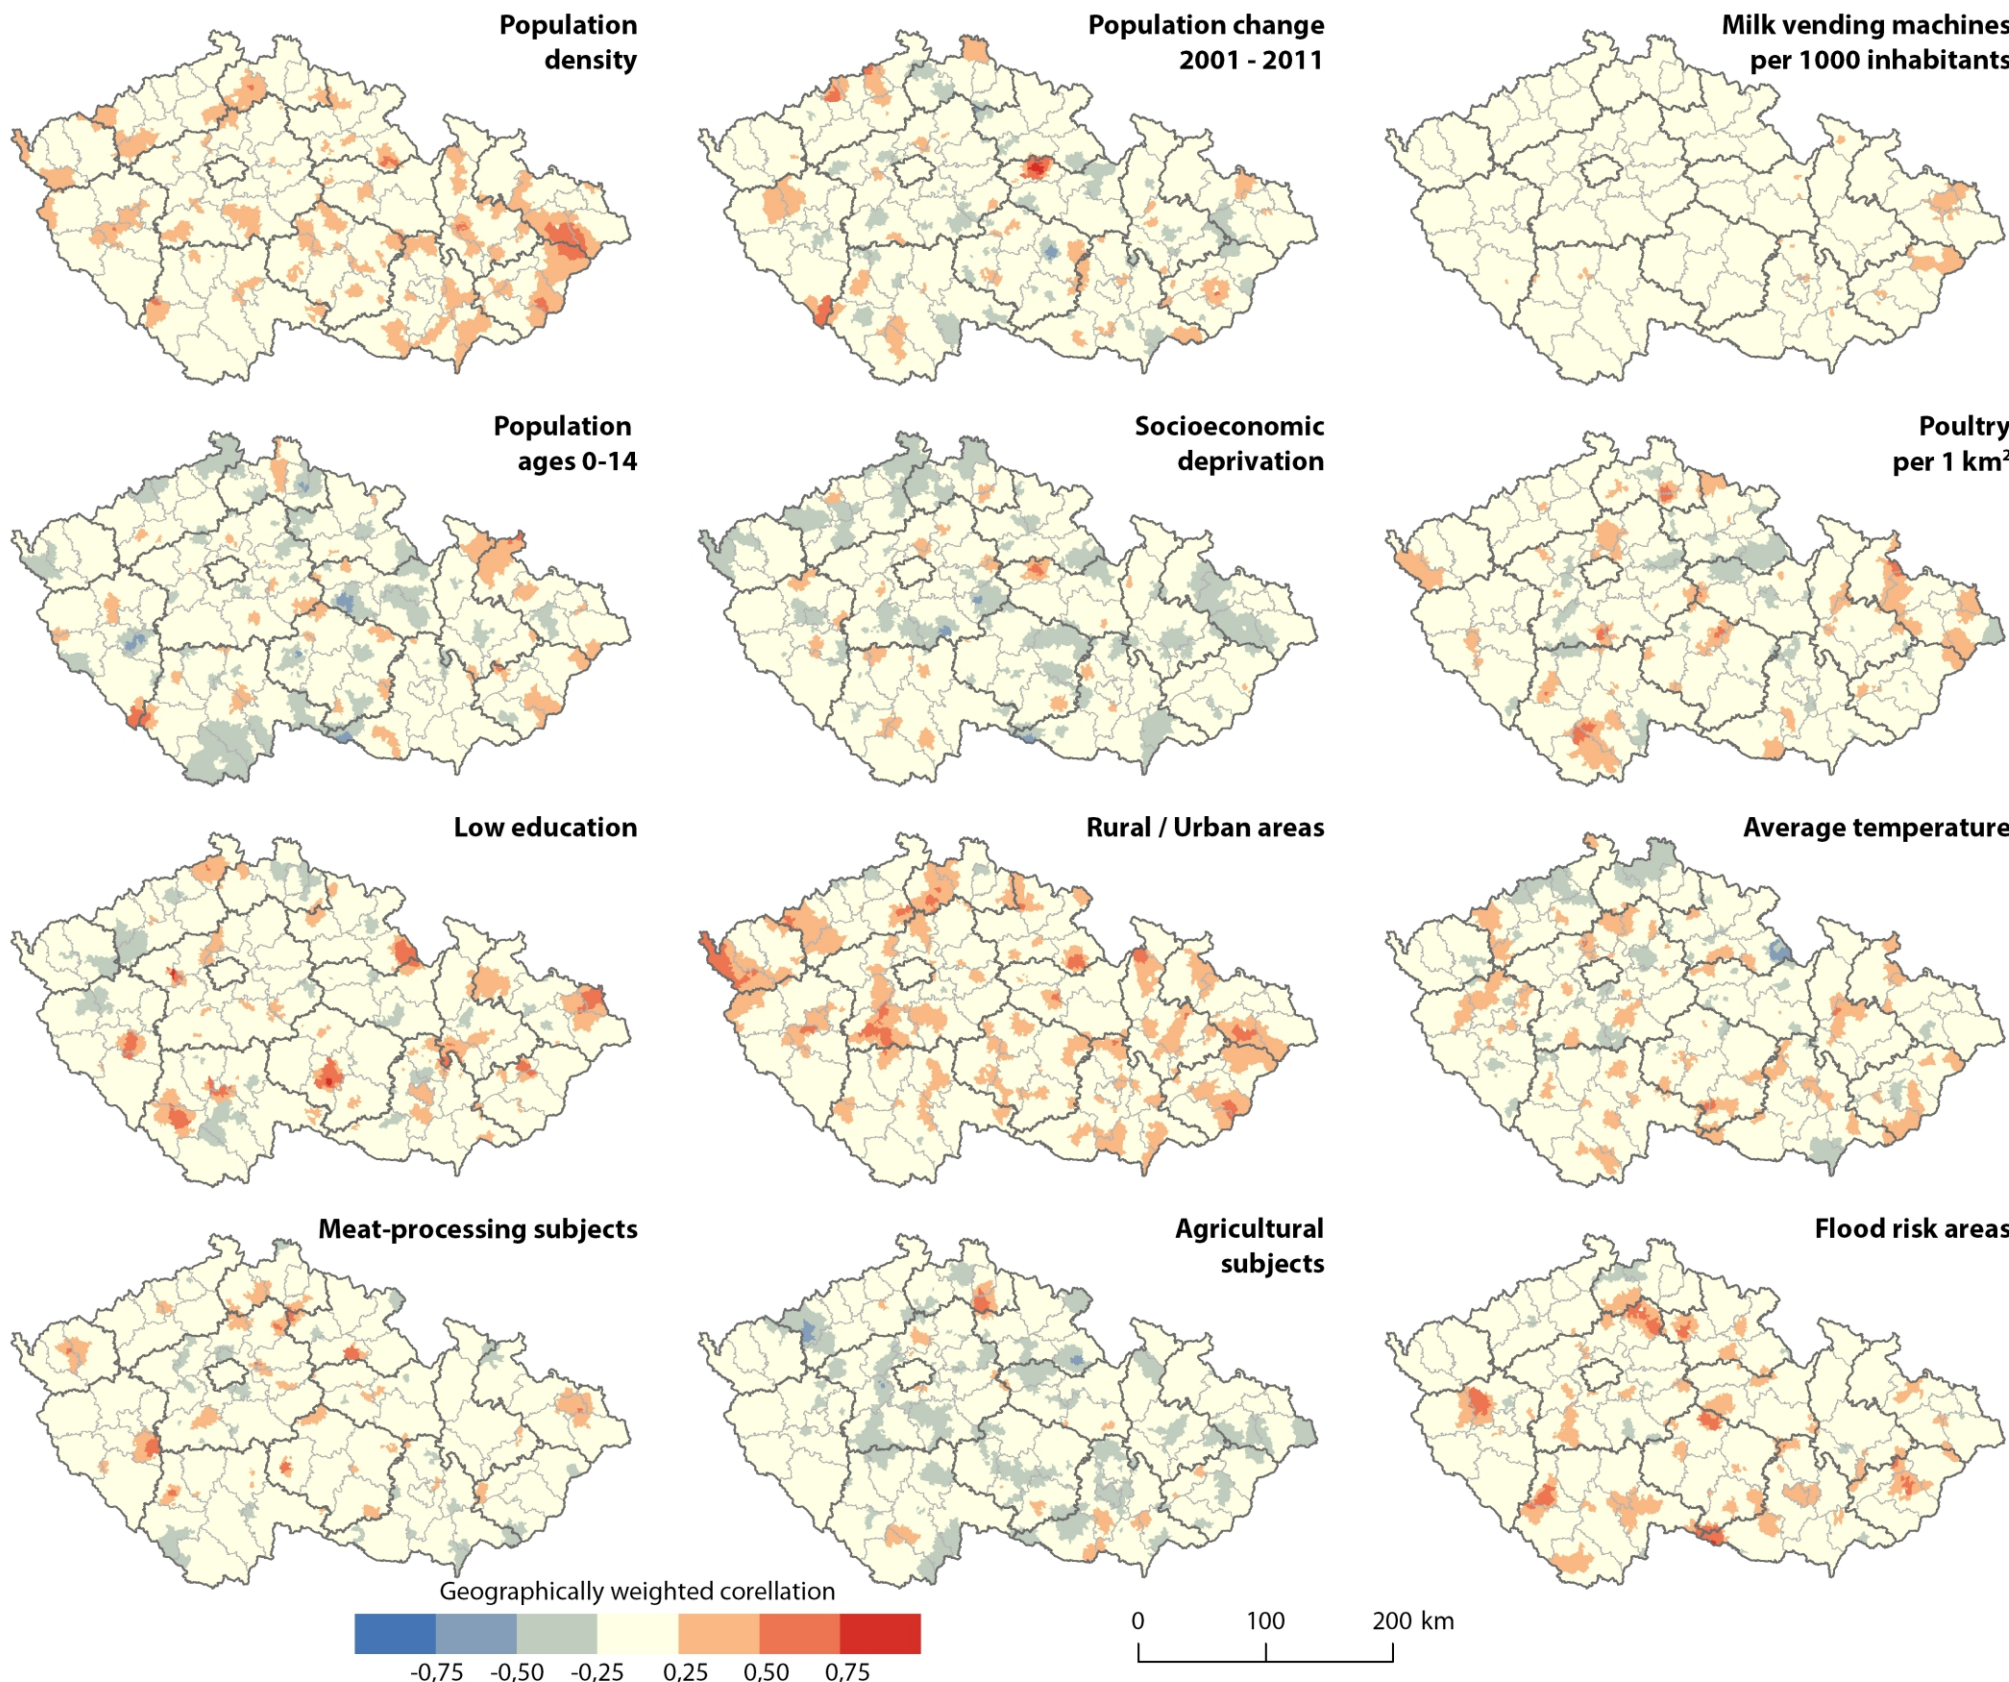 Population
density
Population change
2001 - 2011
Milk vending machines
per 1000 inhabitants
Population
ages 0-14
Socioeconomic
deprivation
Poultry
per 1 km²
Low education
Rural / Urban areas
Average temperature
Meat-processing subjects
Agricultural
subjects
Flood risk areas
Geographically weighted corellation
-0,75 -0,50 -0,25 0,25 0,50 0,75
0 100 200 km